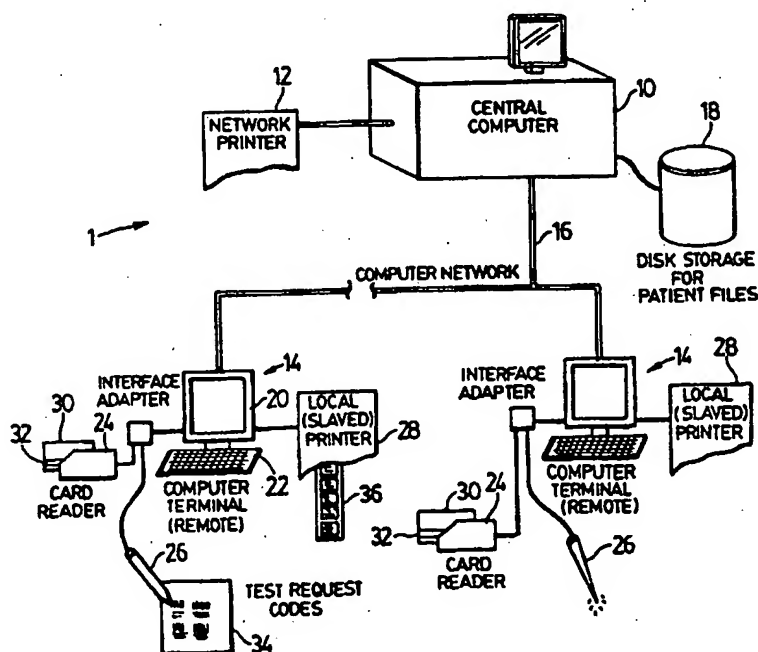 12
NETWORK
PRINTER
CENTRAL
COMPUTER
10
18
1
16
DISK STORAGE
FOR
PATIENT FILES
COMPUTER NETWORK
INTERFACE
ADAPTER
14
20
30
24
32
CARD
READER
22
COMPUTER
TERMINAL
(REMOTE)
LOCAL
(SLAVED)
PRINTER
28
36
26
TEST REQUEST
CODES
34
INTERFACE
ADAPTER
14
28
LOCAL
(SLAVED)
PRINTER
COMPUTER
TERMINAL
(REMOTE)
30
24
32
CARD
READER
26